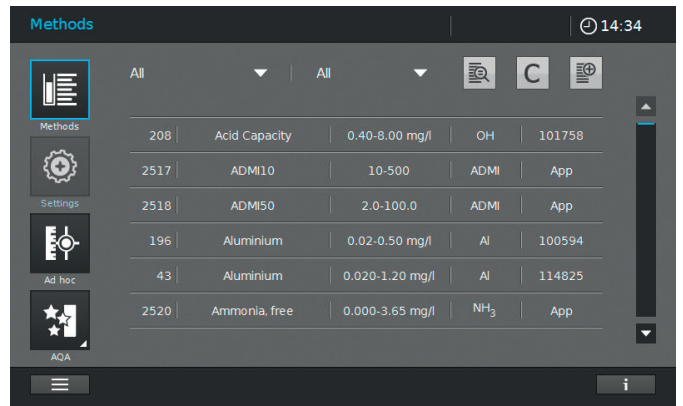 Methods 14:34
All All C
Methods
Settings
Ad hoc
AQA
208 Acid Capacity 0.40-8.00 mg/l OH 101758
2517 ADMI10 10-500 ADMI App
2518 ADMI50 2.0-100.0 ADMI App
196 Aluminium 0.02-0.50 mg/l Al 100594
43 Aluminium 0.020-1.20 mg/l Al 114825
2520 Ammonia, free 0.000-3.65 mg/l NH3 App
i